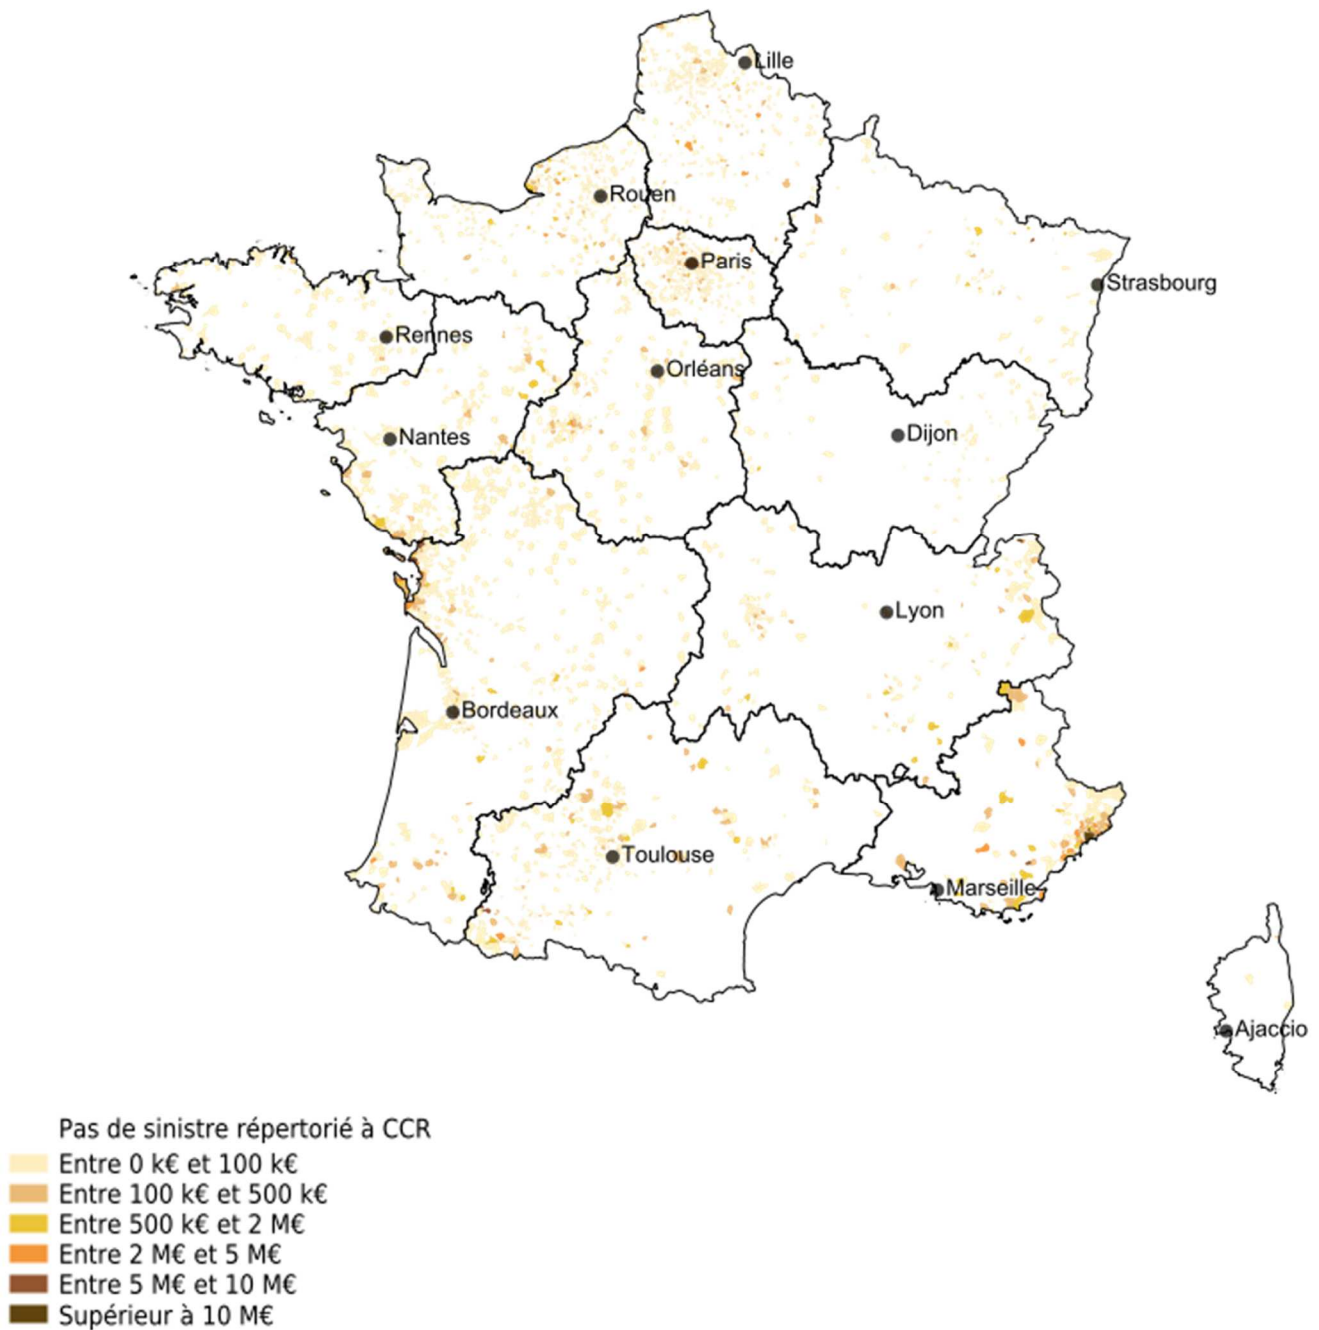 Lille
Rouen
Paris
Strasbourg
Rennes
Orléans
Nantes
Dijon
Lyon
Bordeaux
Toulouse
Marseille
Ajaccio
Pas de sinistre répertorié à CCR
Entre 0 k€ et 100 k€
Entre 100 k€ et 500 k€
Entre 500 k€ et 2 M€
Entre 2 M€ et 5 M€
Entre 5 M€ et 10 M€
Supérieur à 10 M€